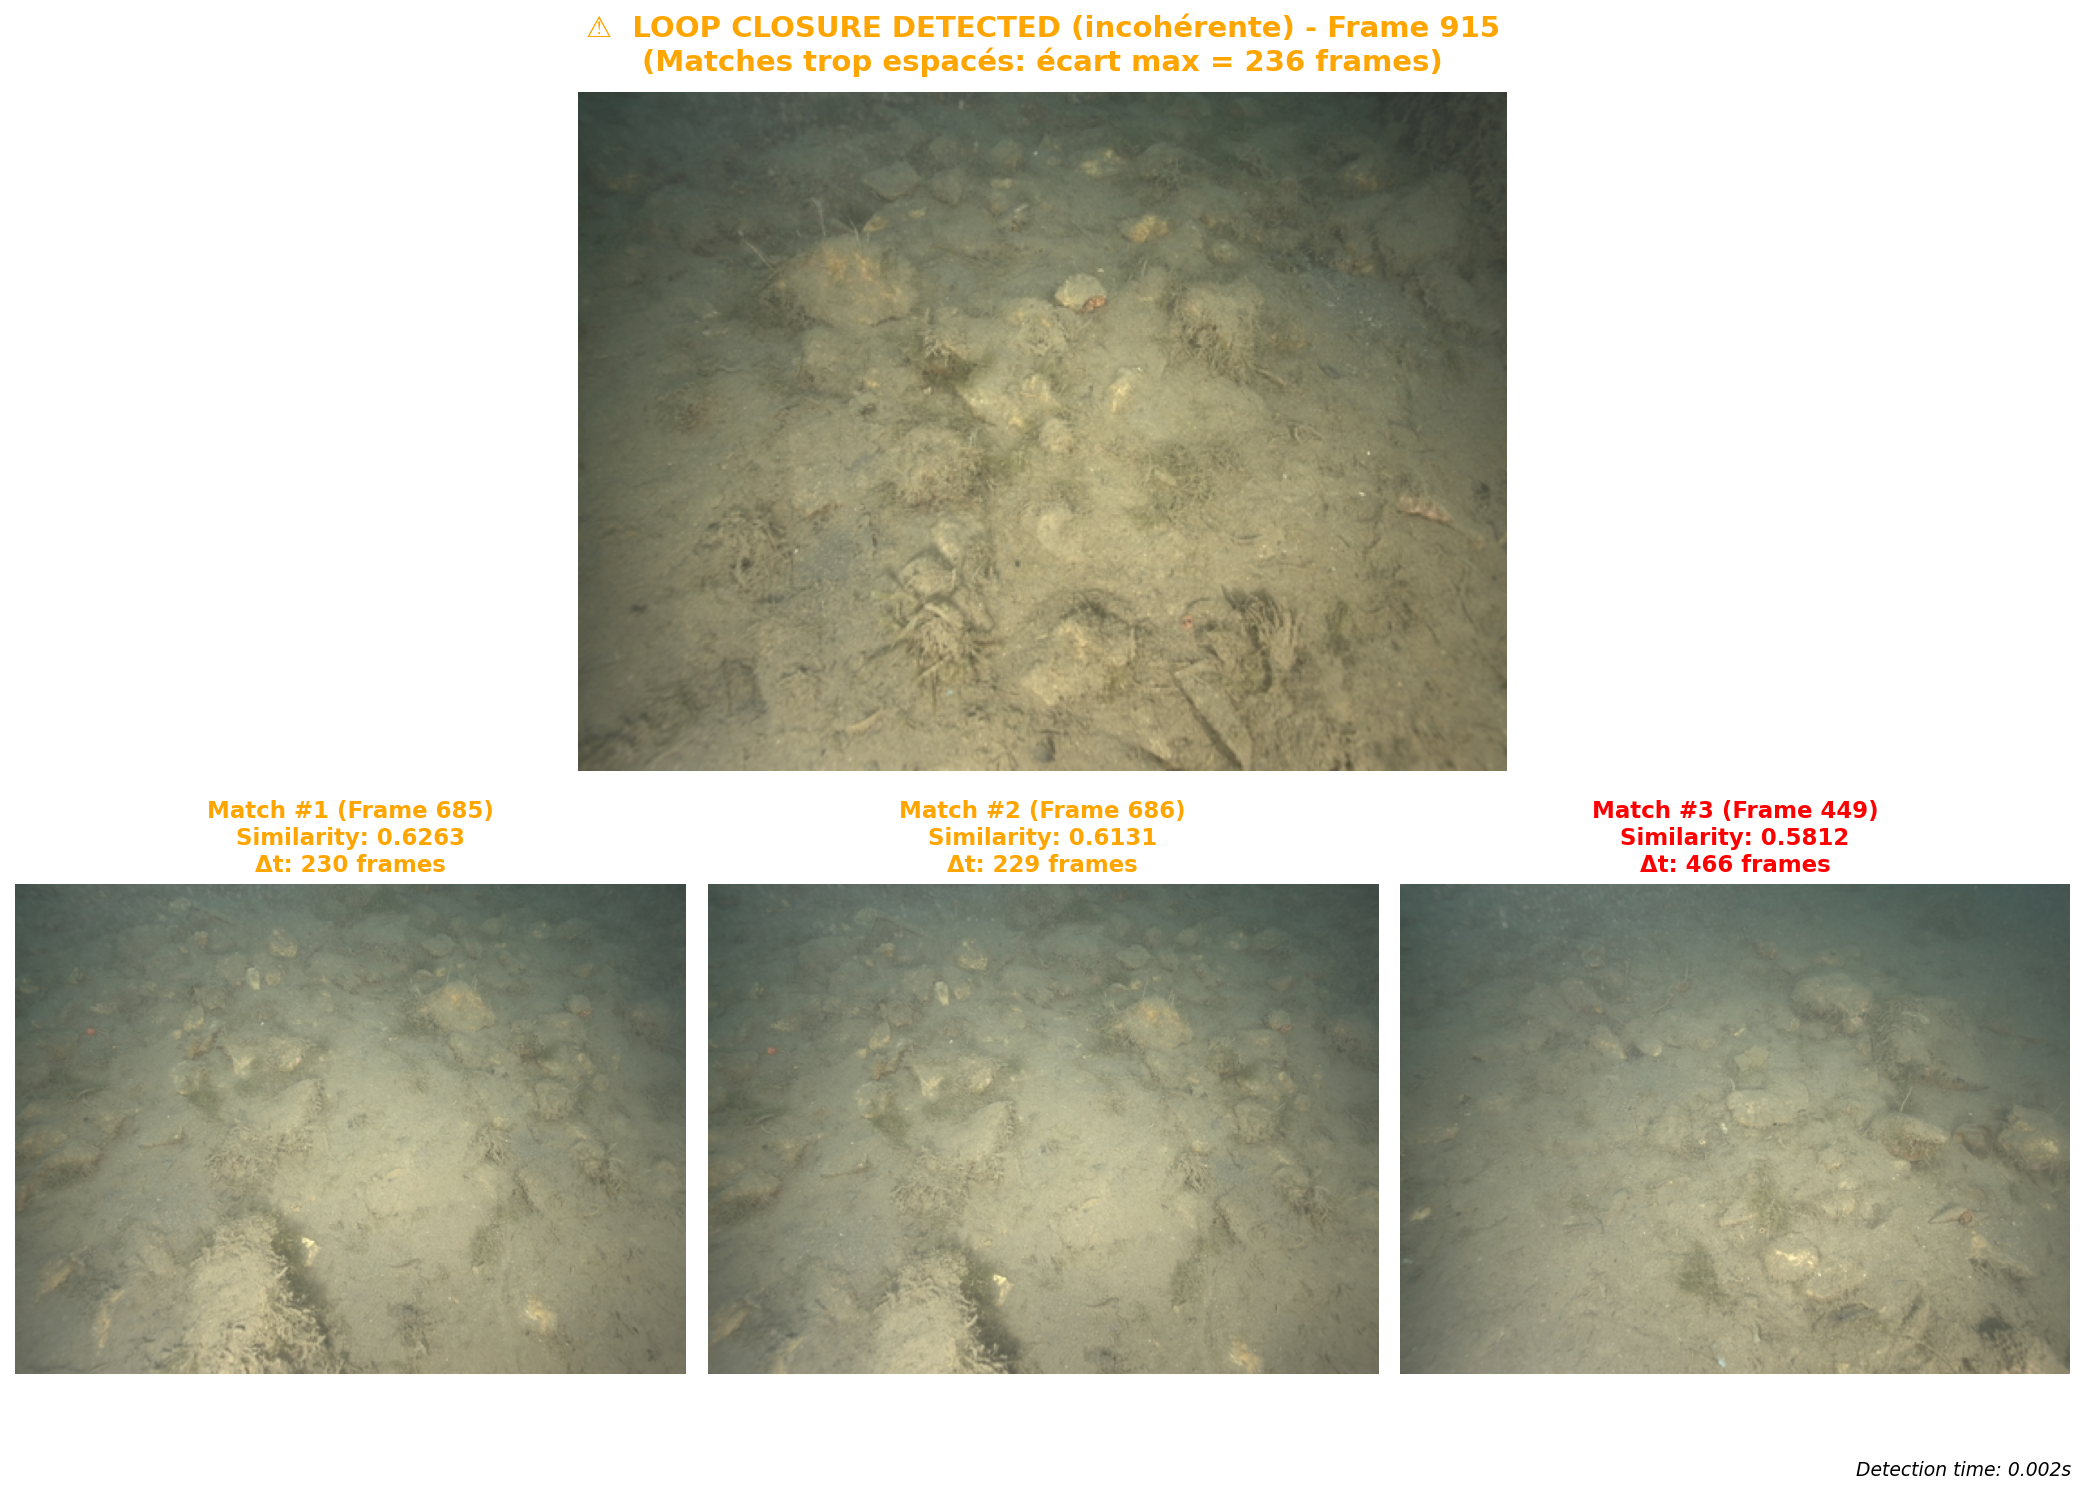 ⚠ LOOP CLOSURE DETECTED (incohérente) - Frame 915
(Matches trop espacés: écart max = 236 frames)
Match #1 (Frame 685)
Similarity: 0.6263
Δt: 230 frames
Match #2 (Frame 686)
Similarity: 0.6131
Δt: 229 frames
Match #3 (Frame 449)
Similarity: 0.5812
Δt: 466 frames
Detection time: 0.002s